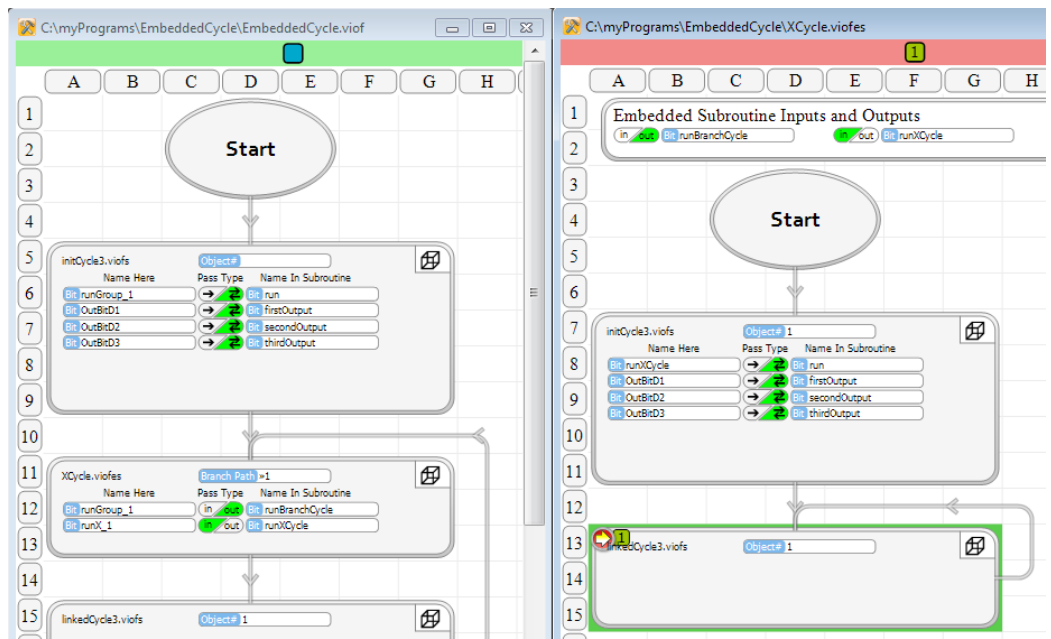 C:\myPrograms\EmbeddedCycle\EmbeddedCycle.viof
A B C D E F G H
1
2
3
4
5
6
7
8
9
10
11
12
13
14
15
Start
initCycle3.viofs Object#
Name Here Pass Type Name In Subroutine
Bit runGroup_1 Bit run
Bit OutBitD1 Bit firstOutput
Bit OutBitD2 Bit secondOutput
Bit OutBitD3 Bit thirdOutput
XCycle.viofes Branch Path »1
Name Here Pass Type Name In Subroutine
Bit runGroup_1 in out Bit runBranchCycle
Bit runX_1 in out Bit runXCycle
linkedCycle3.viofs Object# 1
C:\myPrograms\EmbeddedCycle\XCycle.viofes
1
A B C D E F G H
1
2
3
4
5
6
7
8
9
10
11
12
13
14
15
Embedded Subroutine Inputs and Outputs
in out Bit runBranchCycle in out Bit runXCycle
Start
initCycle3.viofs Object# 1
Name Here Pass Type Name In Subroutine
Bit runXCycle Bit run
Bit OutBitD1 Bit firstOutput
Bit OutBitD2 Bit secondOutput
Bit OutBitD3 Bit thirdOutput
1
linkedCycle3.viofs Object# 1